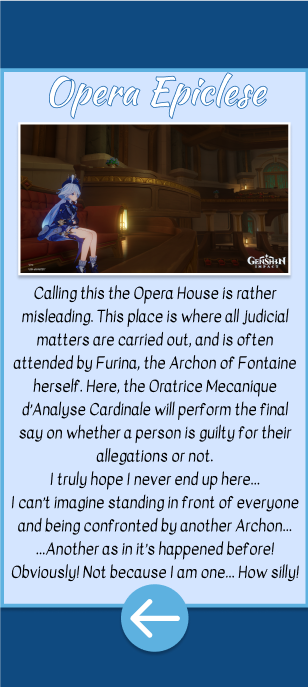 Opera Epiclese
GENSHIN
IMPACT
Calling this the Opera House is rather
misleading. This place is where all judicial
matters are carried out, and is often
attended by Furina, the Archon of Fontaine
herself. Here, the Oratrice Mecanique
d'Analyse Cardinale will perform the final
say on whether a person is guilty for their
allegations or not.
I truly hope I never end up here...
I can't imagine standing in front of everyone
and being confronted by another Archon...
...Another as in it's happened before!
Obviously! Not because I am one... How silly!